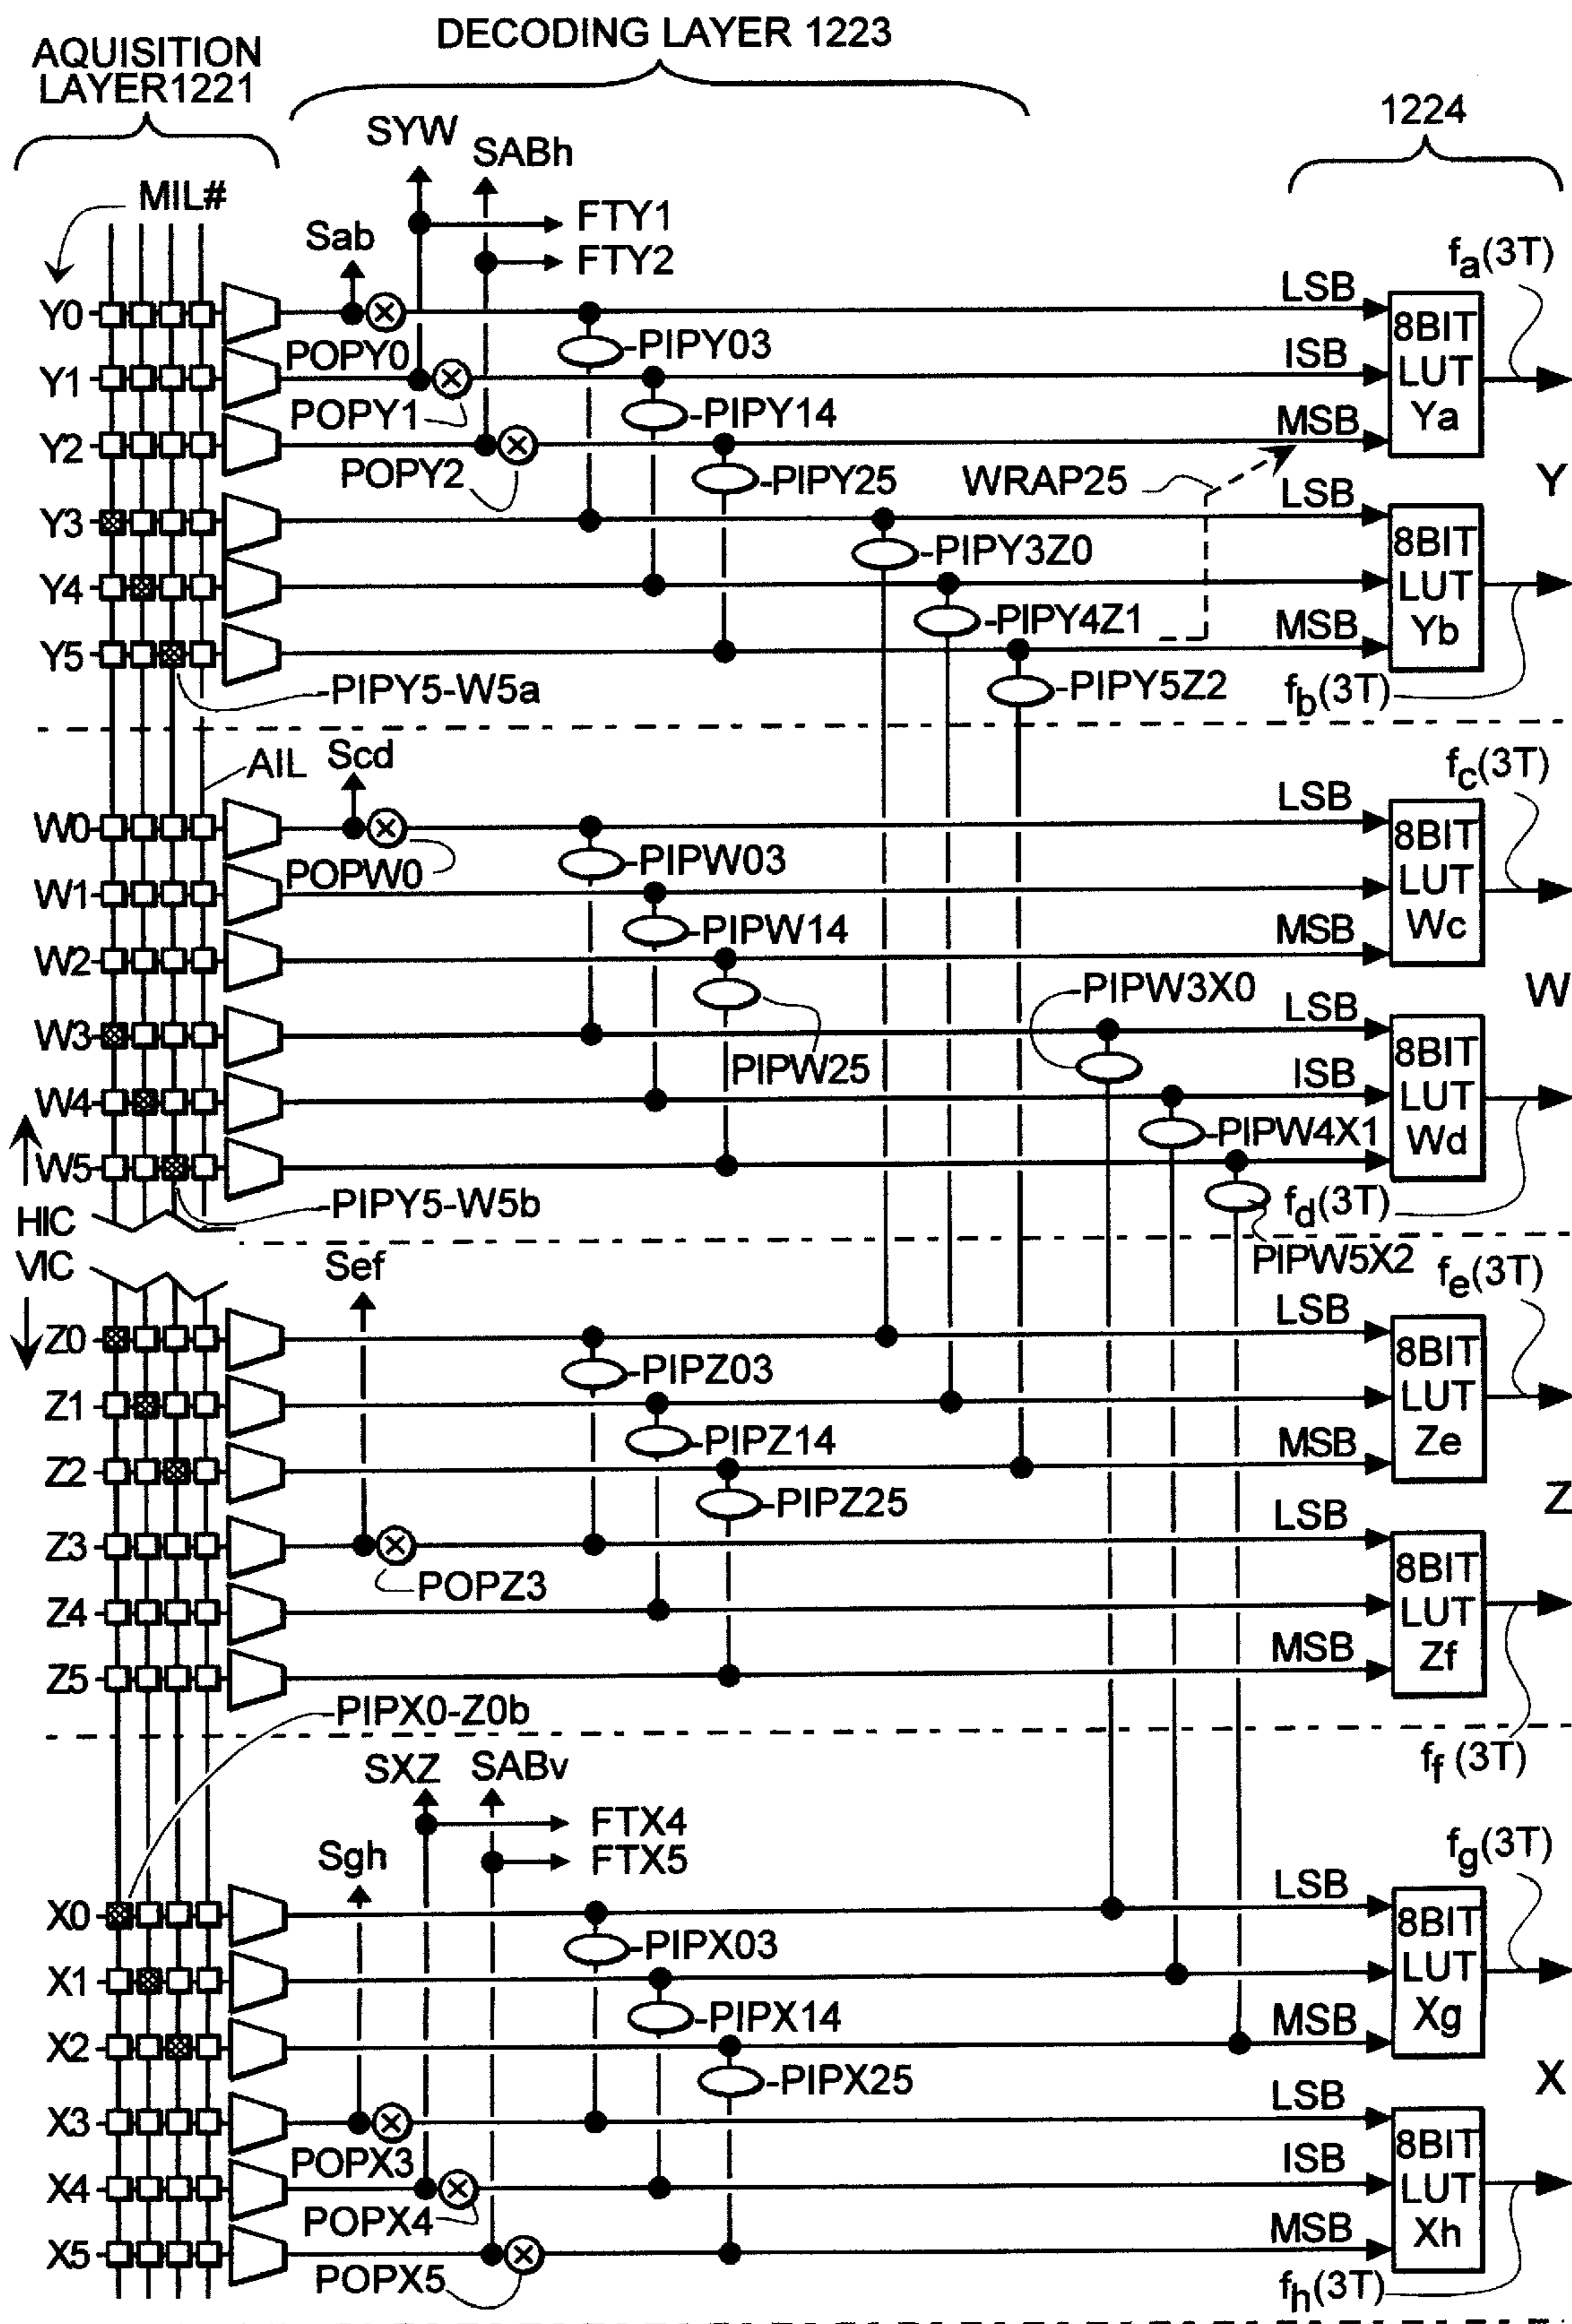 DECODING LAYER 1223
AQUISITION
LAYER1221
1224
SYW
SABh
MIL#
FTY1
Sab
FTY2
fa(3T)
LSB
Y0
8BIT
POPY0
PIPY03
ISB
Y1
LUT
POPY1
PIPY14
MSB
Ya
Y2
POPY2
PIPY25
WRAP25
Y
LSB
Y3
8BIT
PIPY3Z0
Y4
LUT
PIPY4Z1
MSB
Yb
Y5
PIPY5-W5a
PIPY5Z2
fb(3T)
Scd
AIL
fc(3T)
LSB
W0
8BIT
POPW0
PIPW03
W1
LUT
PIPW14
MSB
Wc
W2
PIPW3X0
W
LSB
W3
8BIT
PIPW25
ISB
W4
LUT
PIPW4X1
Wd
W5
PIPY5-W5b
fd(3T)
HIC
VIC
Sef
PIPW5X2
fe(3T)
LSB
Z0
8BIT
PIPZ03
Z1
LUT
PIPZ14
MSB
Ze
Z2
PIPZ25
Z
LSB
Z3
8BIT
POPZ3
Z4
LUT
MSB
Zf
Z5
PIPX0-Z0b
ff (3T)
SXZ
SABv
FTX4
Sgh
FTX5
fg(3T)
LSB
X0
8BIT
PIPX03
X1
LUT
PIPX14
MSB
Xg
X2
PIPX25
X
LSB
X3
8BIT
POPX3
ISB
X4
LUT
POPX4
MSB
Xh
X5
POPX5
fh(3T)